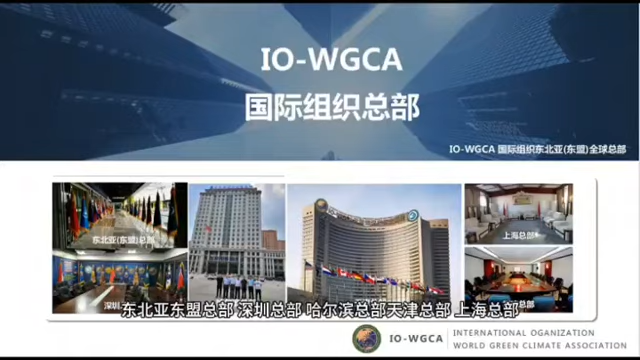 IO-WGCA
国际组织总部
IO-WGCA 国际组织东北亚(东盟)全球总部
东北亚(东盟)总部
上海总部
深圳
总部
东北亚东盟总部 深圳总部 哈尔滨总部天津总部 上海总部
IO-WGCA
INTERNATIONAL OGANIZATION
WORLD GREEN CLIMATE ASSOCIATION